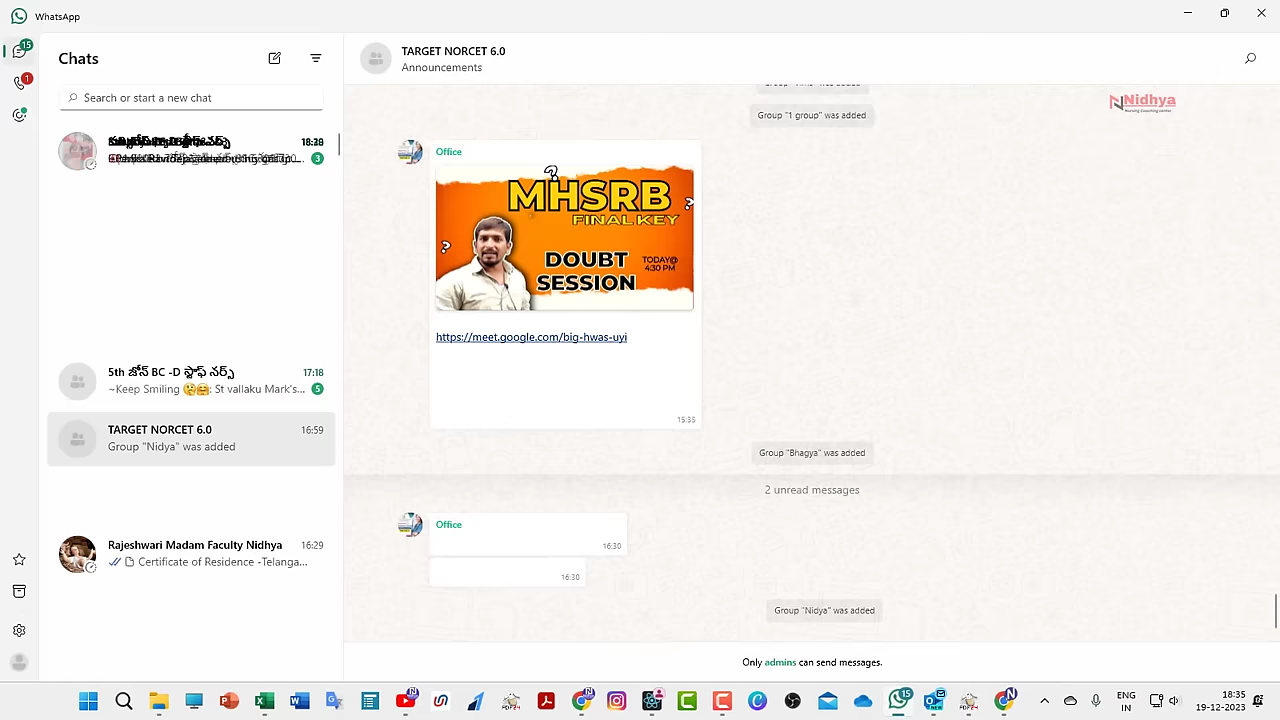 WhatsApp
15
1
Chats
Search or start a new chat
3
5th జోన్ BC -D స్టాఫ్ నర్స్
17:18
~Keep Smiling 🤔🤗: St vallaku Mark's...
5
TARGET NORCET 6.0
16:59
Group "Nidya" was added
Rajeshwari Madam Faculty Nidhya
16:29
Certificate of Residence -Telanga...
TARGET NORCET 6.0
Announcements
Nidhya
Group "1 group" was added
Office
?
MHSRB
FINAL KEY
?
?
DOUBT
SESSION
TODAY@
4:30 PM
https://meet.google.com/big-hwas-uyi
15:35
Group "Bhagya" was added
2 unread messages
Office
16:30
16:30
Group "Nidya" was added
Only admins can send messages.
15
ENG
IN
18:35
19-12-2023